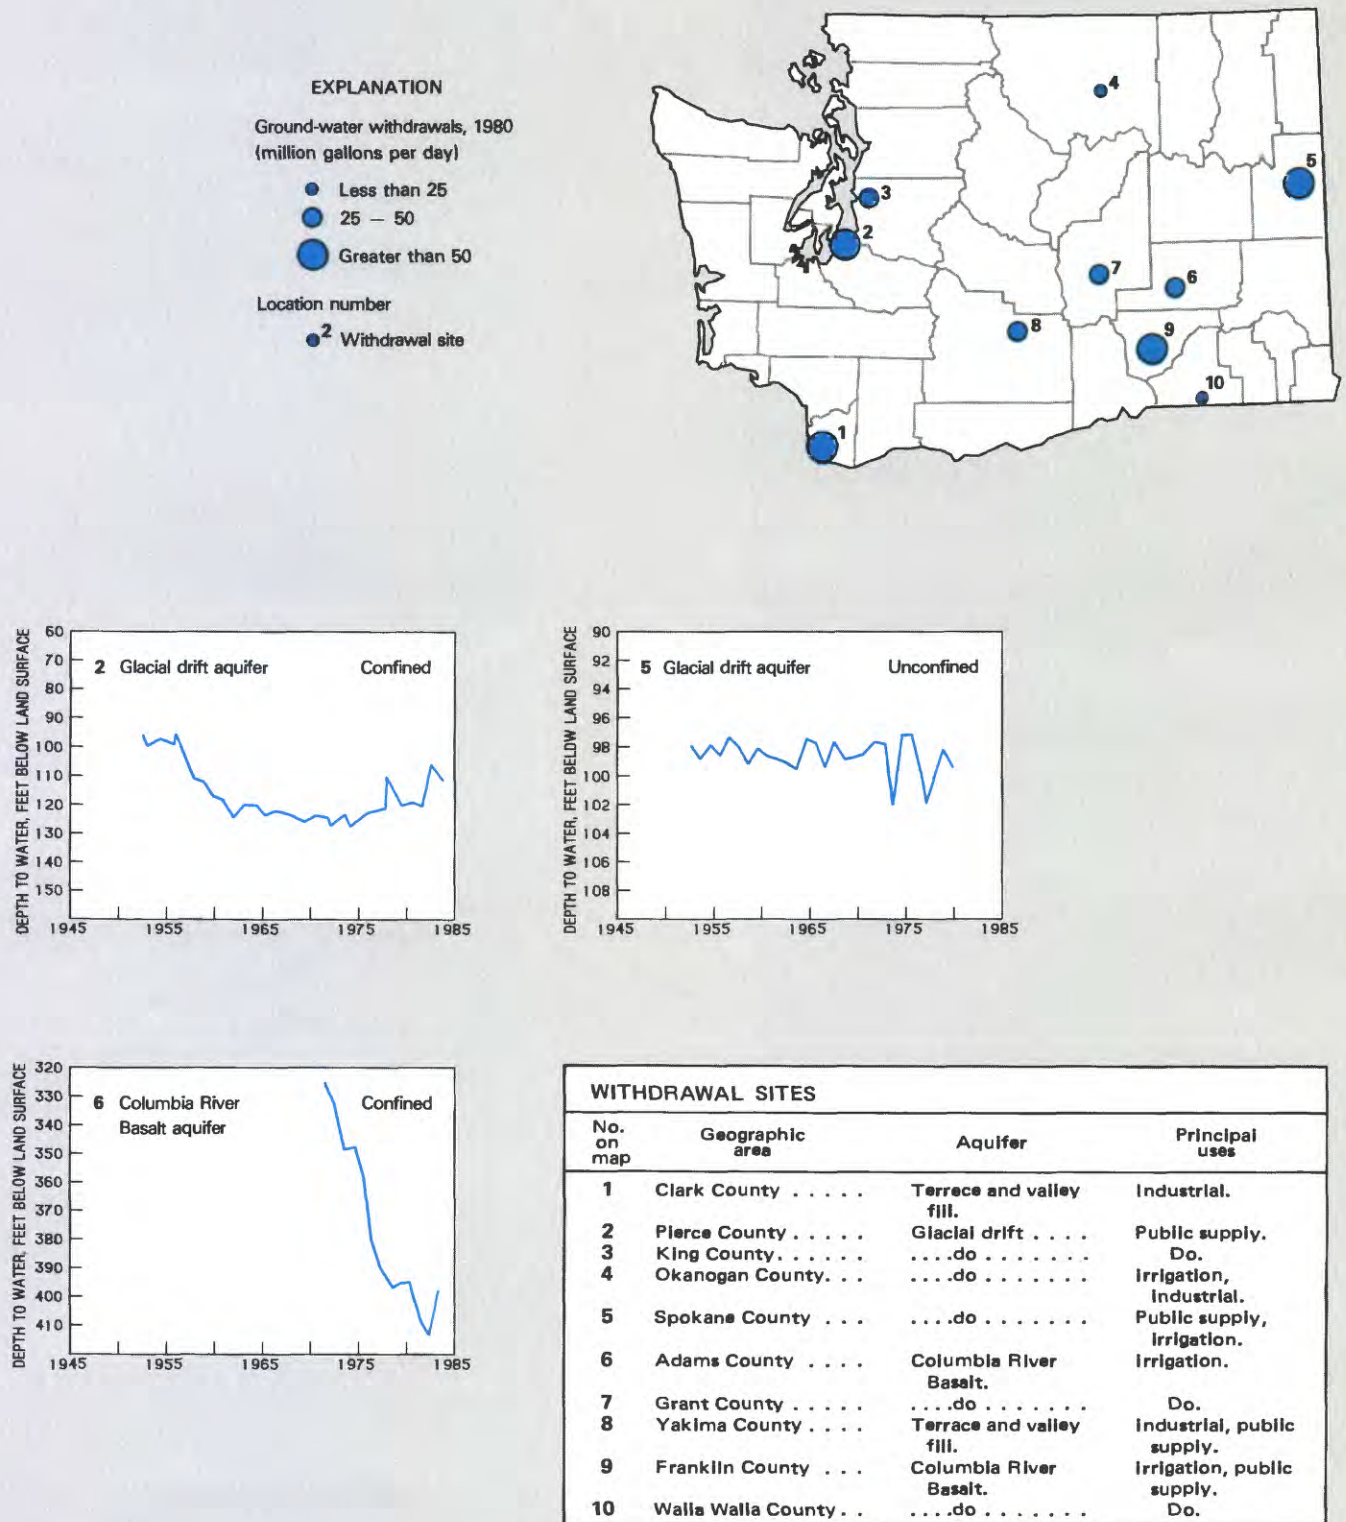 EXPLANATION
Ground-water withdrawals, 1980
(million gallons per day)
Less than 25
25 — 50
Greater than 50
Location number
2 Withdrawal site
4
5
3
2
7
6
8
9
10
1
DEPTH TO WATER, FEET BELOW LAND SURFACE
60
70
80
90
100
110
120
130
140
150
2 Glacial drift aquifer Confined
1945 1955 1965 1975 1985
DEPTH TO WATER, FEET BELOW LAND SURFACE
90
92
94
96
98
100
102
104
106
108
5 Glacial drift aquifer Unconfined
1945 1955 1965 1975 1985
DEPTH TO WATER, FEET BELOW LAND SURFACE
320
330
340
350
360
370
380
390
400
410
6 Columbia River Confined
Basalt aquifer
1945 1955 1965 1975 1985
WITHDRAWAL SITES
No. on map Geographic area Aquifer Principal uses
1 Clark County . . . . . Terrace and valley Industrial.
fill.
2 Pierce County . . . . . Glacial drift . . . . Public supply.
3 King County. . . . . . . . . .do . . . . . . . . Do.
4 Okanogan County. . . . . . .do . . . . . . . Irrigation,
Industrial.
5 Spokane County . . . . . . .do . . . . . . . Public supply,
Irrigation.
6 Adams County . . . . Columbia River Irrigation.
Basalt.
7 Grant County . . . . . . . . .do . . . . . . . Do.
8 Yakima County . . . . Terrace and valley Industrial, public
fill. supply.
9 Franklin County . . . Columbia River Irrigation, public
Basalt. supply.
10 Walla Walla County . . . . . .do . . . . . . . Do.